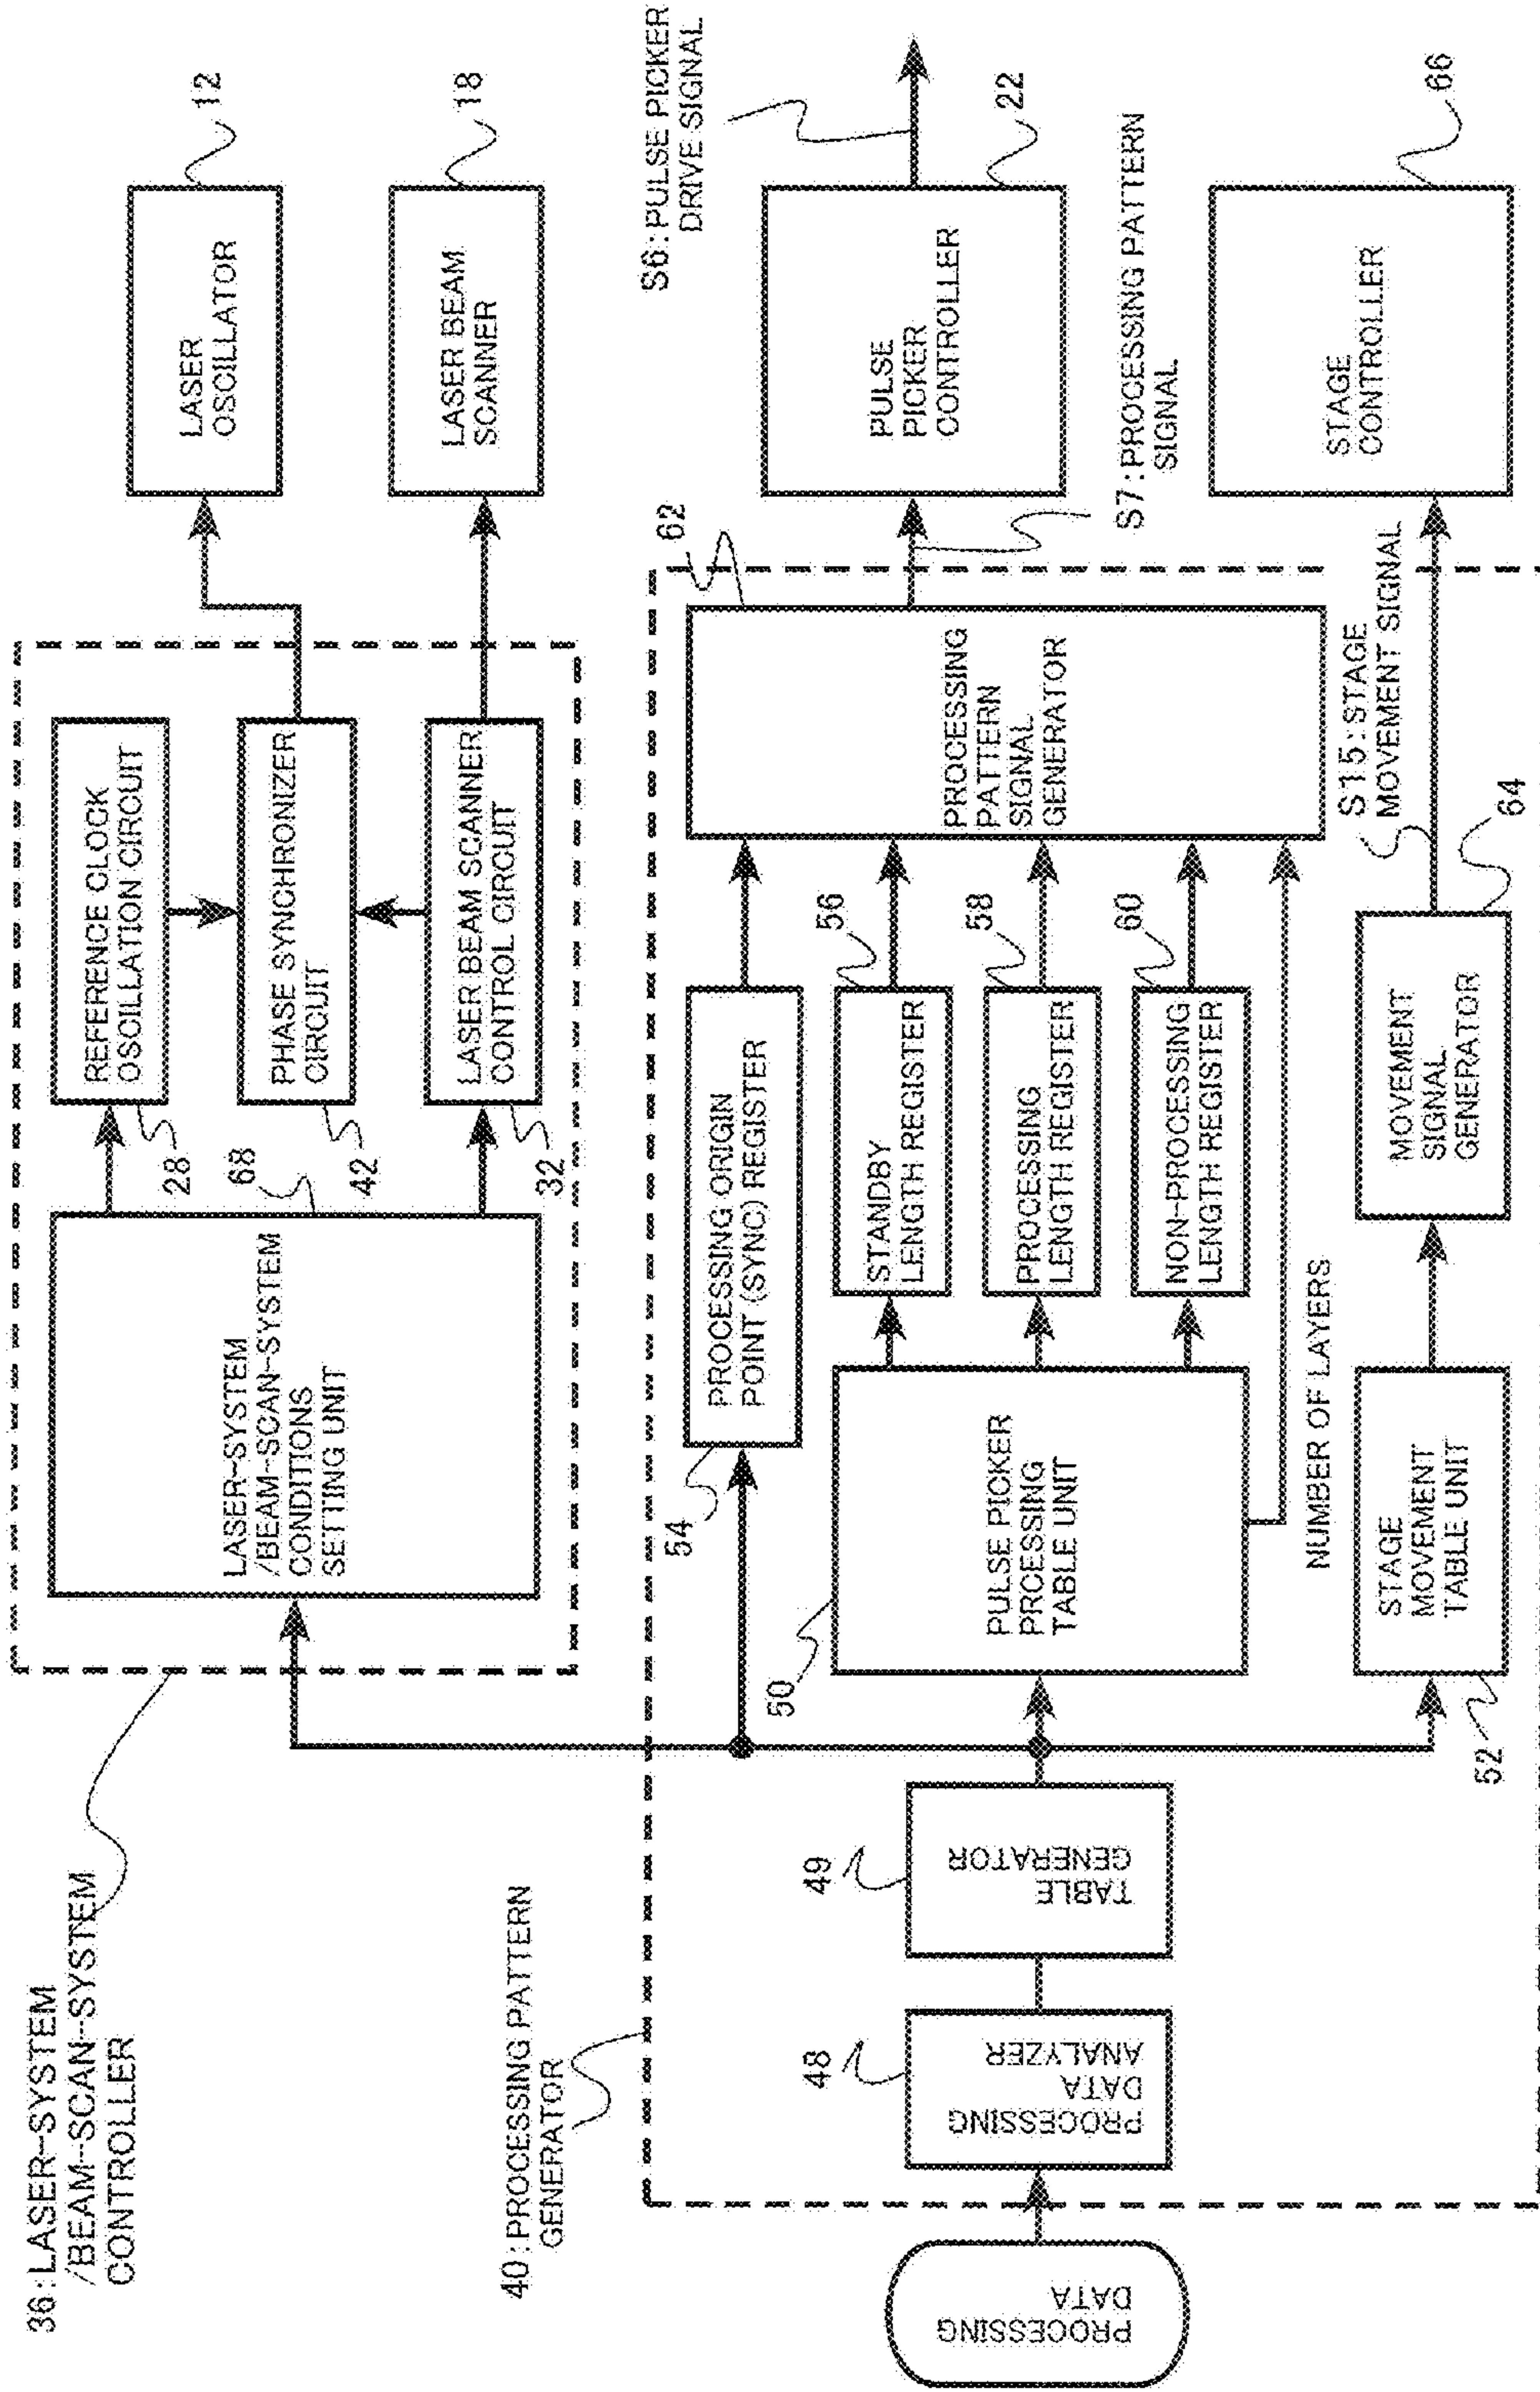 36:LASER-SYSTEM
/BEAM-SCAN-SYSTEM
CONTROLLER
LASER-SYSTEM
/BEAM-SCAN-SYSTEM
CONDITIONS
SETTING UNIT
68
REFERENCE CLOCK
OSCILLATION CIRCUIT
28
PHASE SYNCHRONIZER
CIRCUIT
42
LASER BEAM SCANNER
CONTROL CIRCUIT
32
LASER
OSCILLATOR
12
LASER BEAM
SCANNER
18
40:PROCESSING PATTERN
GENERATOR
PROCESSING
DATA
PROCESSING
DATA
ANALYZER
48
TABLE
GENERATOR
49
PROCESSING ORIGIN
POINT (SYNC) REGISTER
54
PULSE PICKER
PRCESSING
TABLE UNIT
50
STANDBY
LENGTH REGISTER
56
PROCESSING
LENGTH REGISTER
58
NON-PROCESSING
LENGTH REGISTER
60
NUMBER OF LAYERS
PROCESSING
PATTERN
SIGNAL
GENERATOR
62
STAGE
MOVEMENT
TABLE UNIT
52
MOVEMENT
SIGNAL
GENERATOR
64
S15:STAGE
MOVEMENT SIGNAL
S6:PULSE PICKER
DRIVE SIGNAL
PULSE
PICKER
CONTROLLER
22
S7:PROCESSING PATTERN
SIGNAL
STAGE
CONTROLLER
66